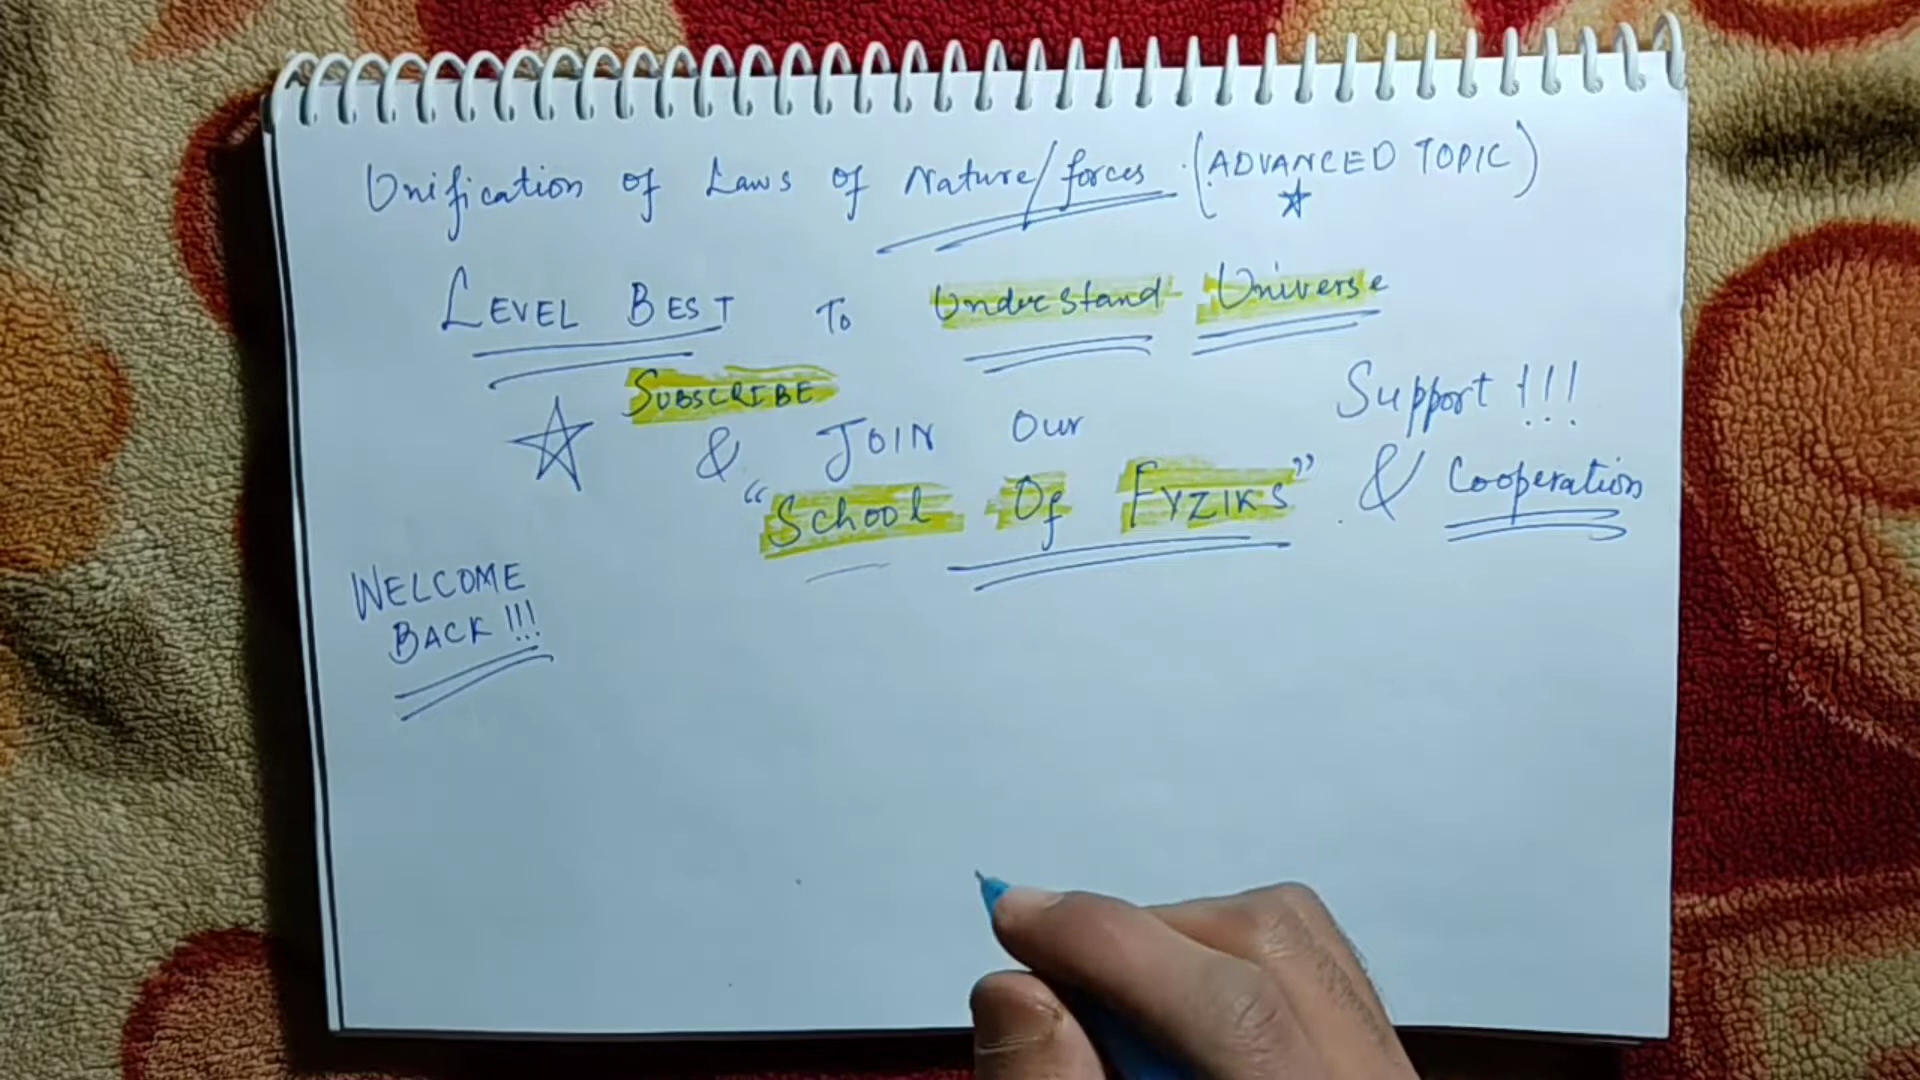 Unification of Laws of Nature/forces (ADVANCED TOPIC)
LEVEL BEST TO Understand Universe
SUBSCRIBE
& JOIN our
Support !!!
"School Of FYZIKS" & Cooperation
WELCOME
BACK !!!